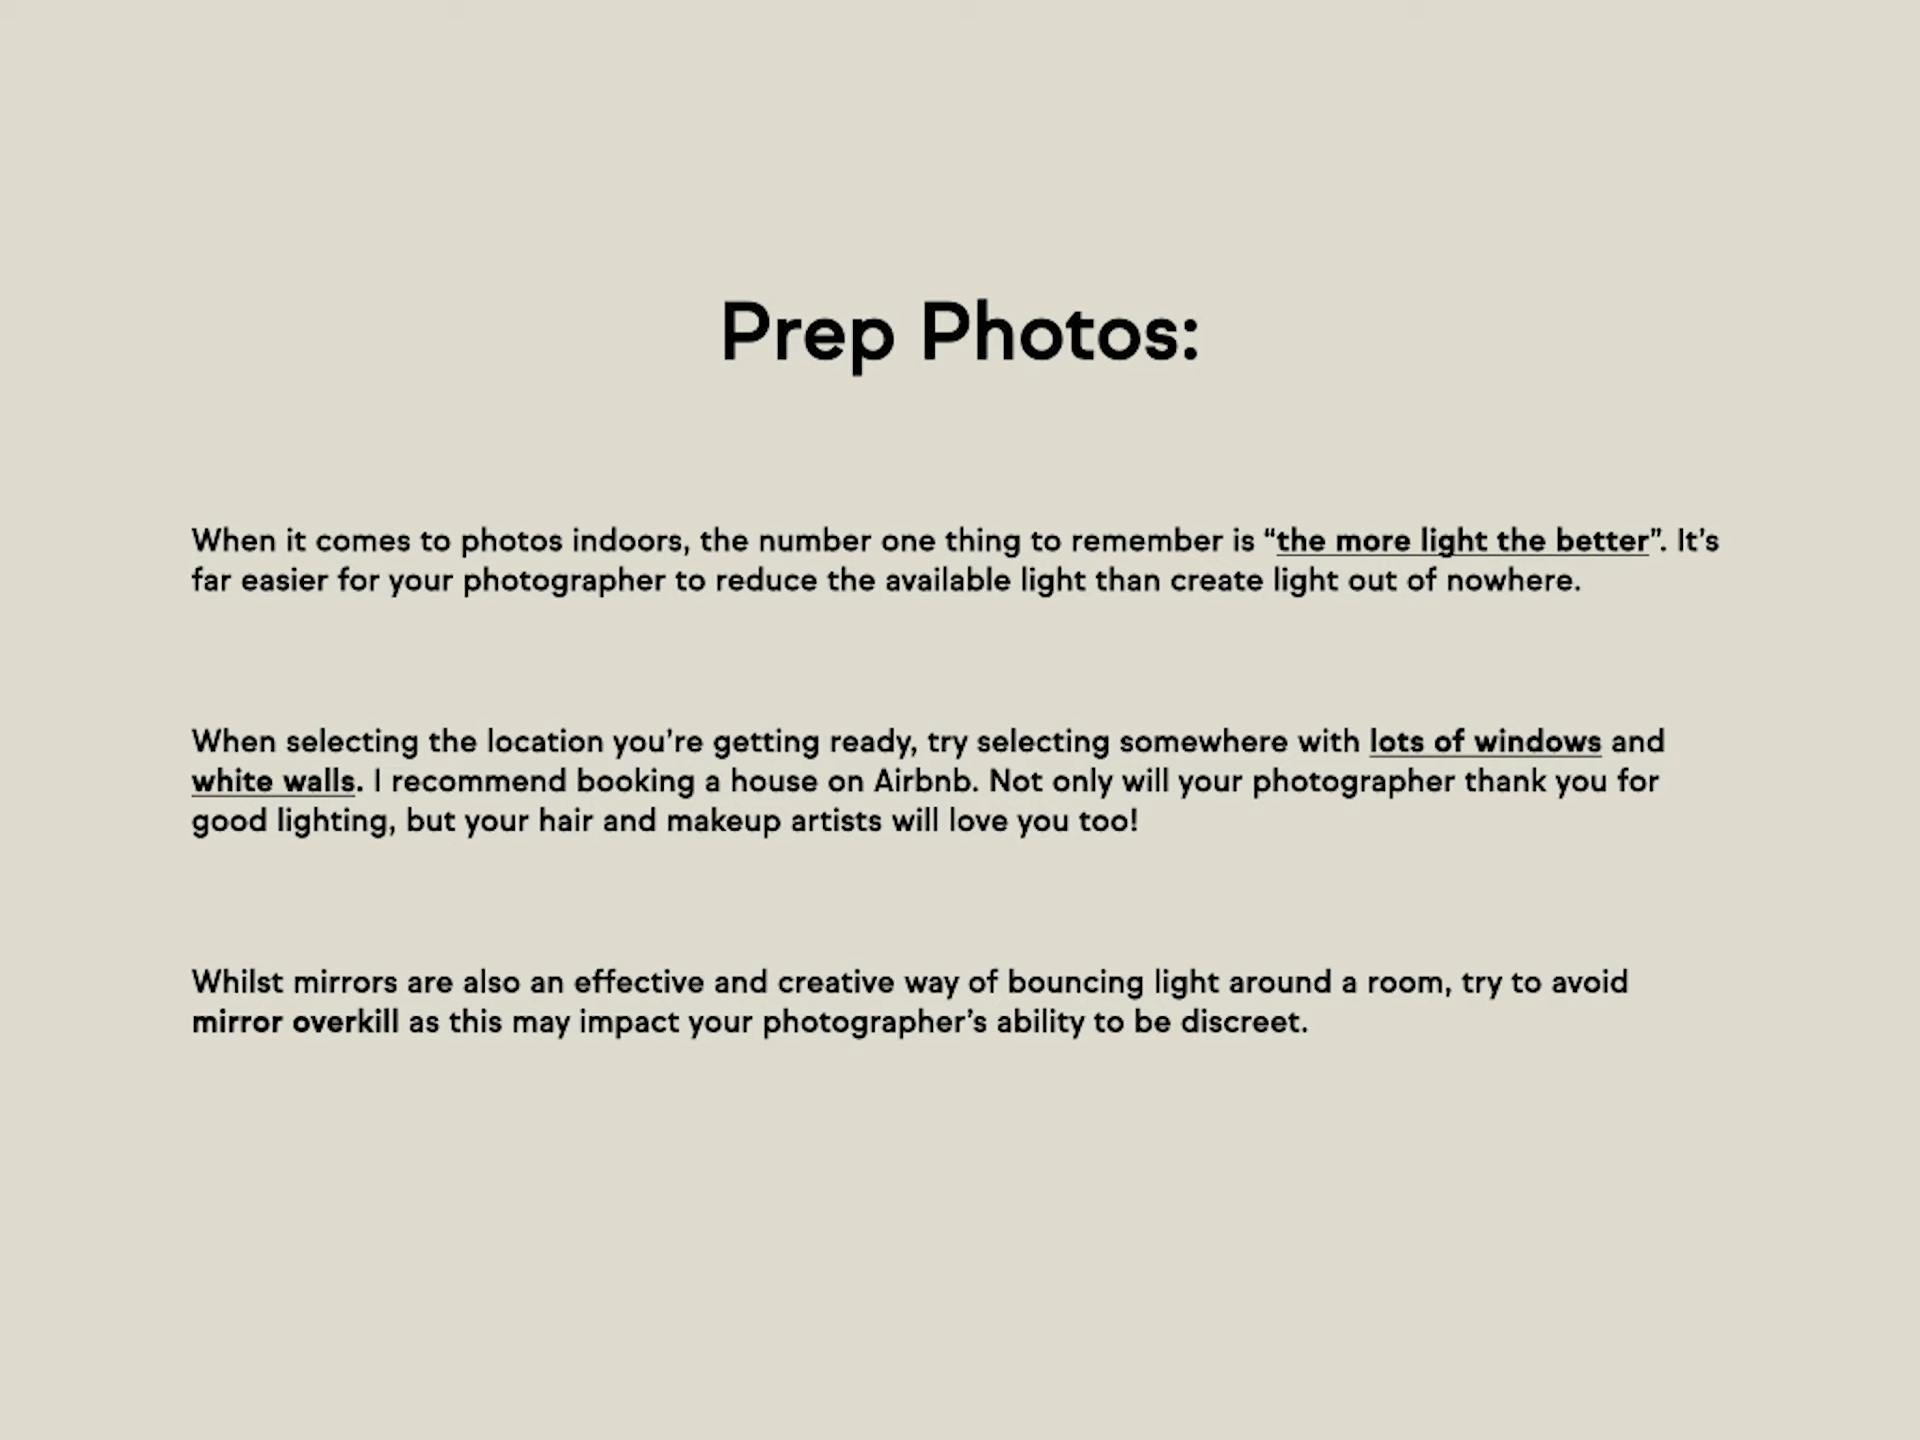 Prep Photos:
When it comes to photos indoors, the number one thing to remember is “the more light the better”. It’s
far easier for your photographer to reduce the available light than create light out of nowhere.
When selecting the location you’re getting ready, try selecting somewhere with lots of windows and
white walls. I recommend booking a house on Airbnb. Not only will your photographer thank you for
good lighting, but your hair and makeup artists will love you too!
Whilst mirrors are also an effective and creative way of bouncing light around a room, try to avoid
mirror overkill as this may impact your photographer’s ability to be discreet.